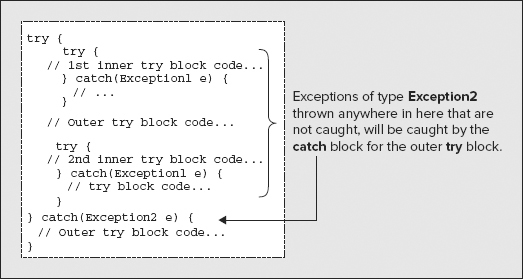 try {
try {
// 1st inner try block code...
} catch(Exception1 e) {
// ...
}
// Outer try block code...
try {
// 2nd inner try block code...
} catch(Exception1 e) {
// try block code...
}
} catch(Exception2 e) {
// Outer try block code...
}
Exceptions of type Exception2
thrown anywhere in here that are
not caught, will be caught by the
catch block for the outer try block.